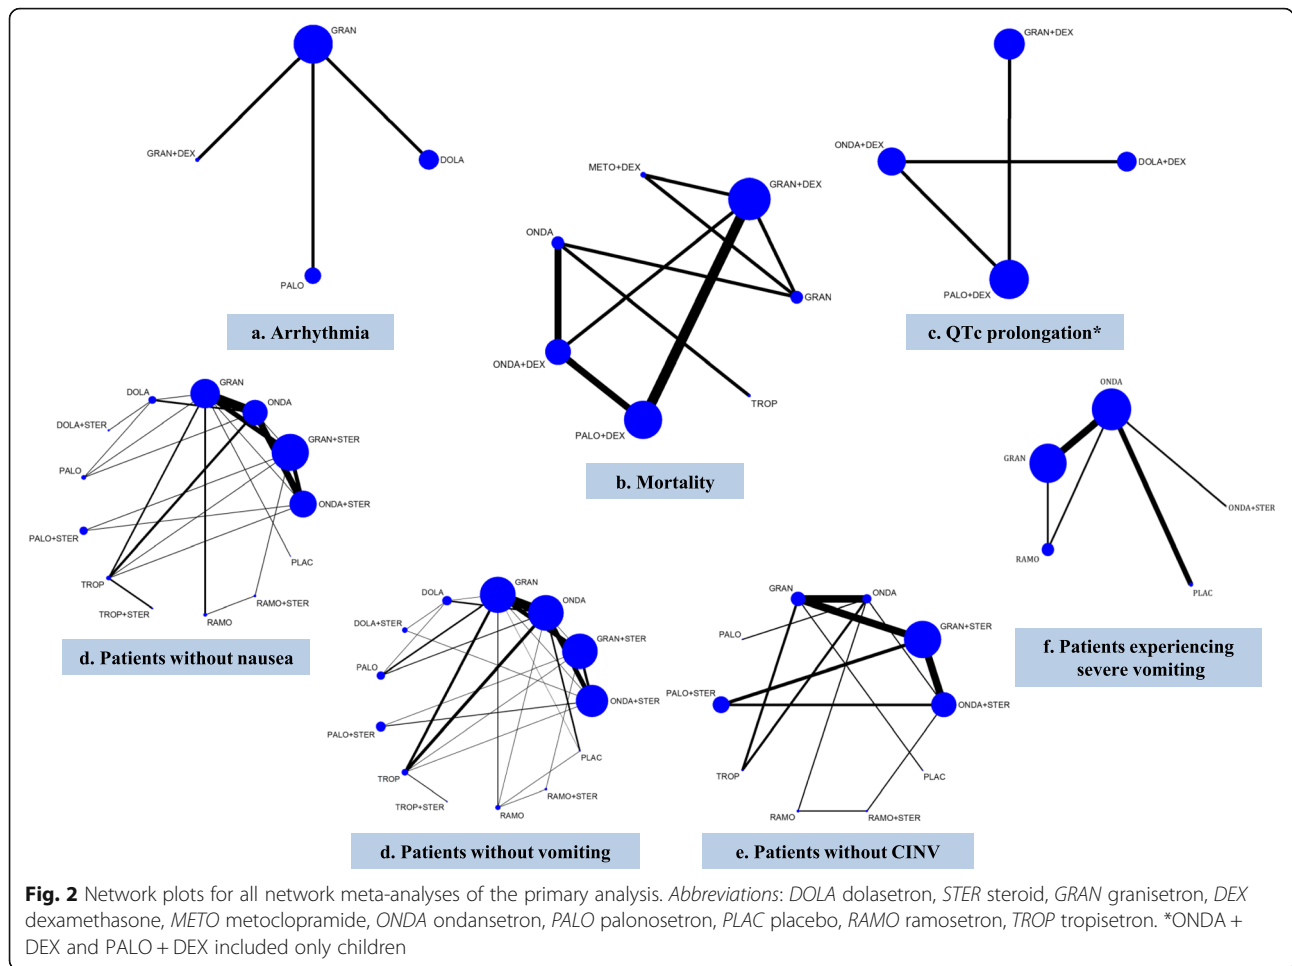 GRAN
GRAN+DEX
DOLA
PALO
a. Arrhythmia
METO+DEX
GRAN+DEX
ONDA
GRAN
ONDA+DEX
TROP
PALO+DEX
b. Mortality
GRAN+DEX
ONDA+DEX
DOLA+DEX
PALO+DEX
c. QTc prolongation*
GRAN
DOLA
ONDA
DOLA+STER
GRAN+STER
PALO
ONDA+STER
PALO+STER
PLAC
TROP
RAMO+STER
TROP+STER
RAMO
d. Patients without nausea
GRAN
DOLA
ONDA
DOLA+STER
GRAN+STER
PALO
ONDA+STER
PALO+STER
PLAC
TROP
RAMO+STER
TROP+STER
RAMO
d. Patients without vomiting
GRAN
ONDA
PALO
GRAN+STER
PALO+STER
ONDA+STER
TROP
PLAC
RAMO
RAMO+STER
e. Patients without CINV
ONDA
GRAN
ONDA+STER
RAMO
PLAC
f. Patients experiencing
severe vomiting
Fig. 2 Network plots for all network meta-analyses of the primary analysis. Abbreviations: DOLA dolasetron, STER steroid, GRAN granisetron, DEX
dexamethasone, METO metoclopramide, ONDA ondansetron, PALO palonosetron, PLAC placebo, RAMO ramosetron, TROP tropisetron. *ONDA +
DEX and PALO + DEX included only children